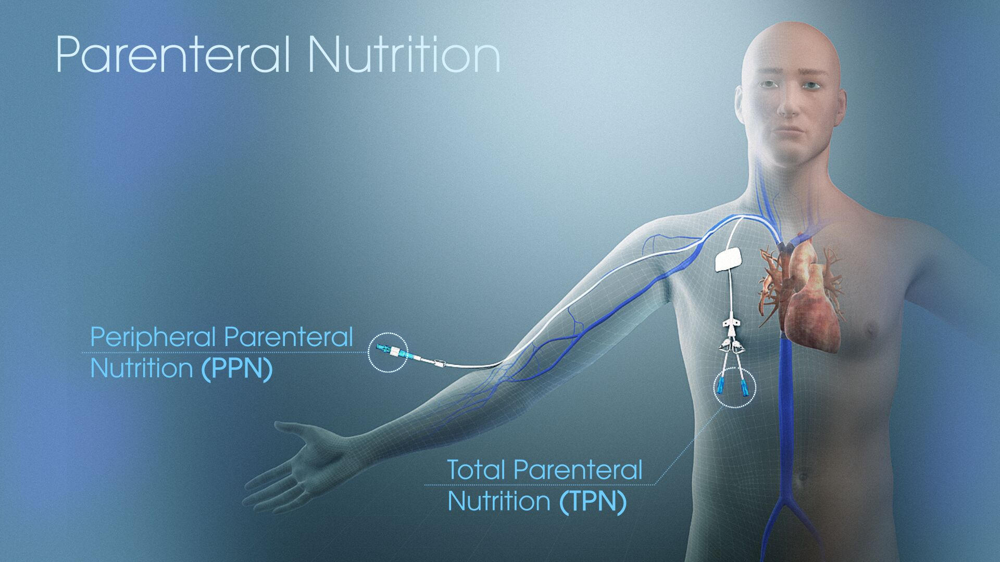 Parenteral Nutrition
Peripheral Parenteral
Nutrition (PPN)
Total Parenteral
Nutrition (TPN)